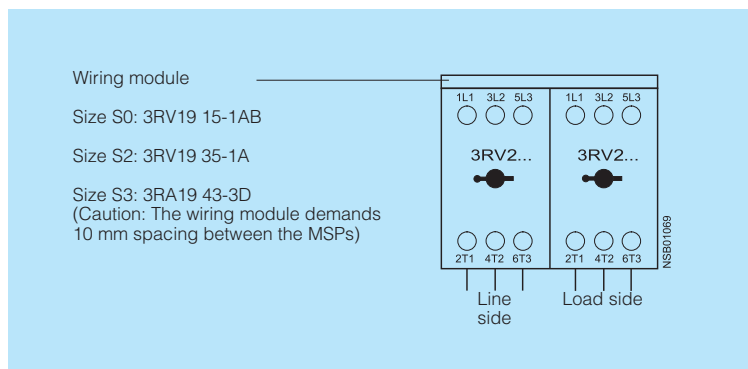 Wiring module
Size S0: 3RV19 15-1AB
Size S2: 3RV19 35-1A
Size S3: 3RA19 43-3D
(Caution: The wiring module demands
10 mm spacing between the MSPs)
1L1 3L2 5L3 1L1 3L2 5L3
3RV2... 3RV2...
2T1 4T2 6T3 2T1 4T2 6T3
Line
side
Load side
NSB01069